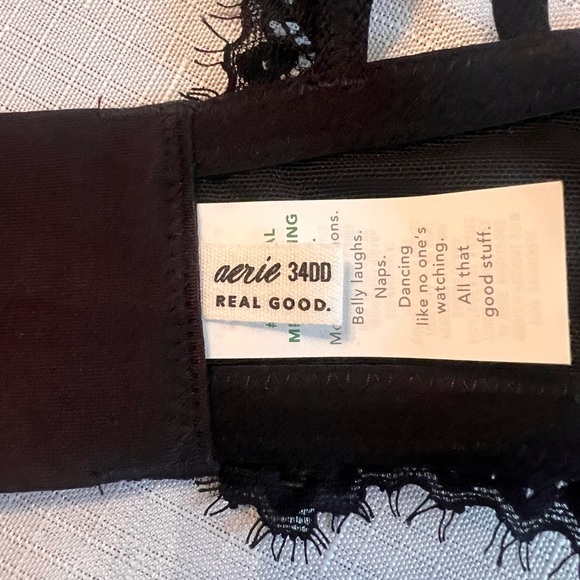 aerie 34DD
REAL GOOD.
Belly laughs.
Naps.
Dancing
like no one's
watching.
All that
good stuff.